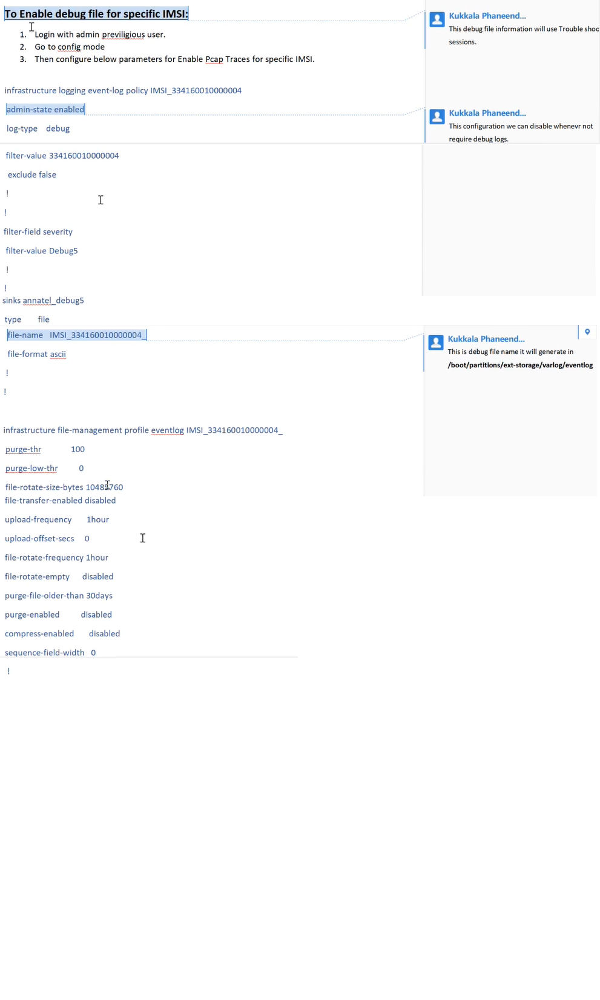 To Enable debug file for specific IMSI:
Kukkala Phaneend...
This debug file information will use Trouble shoo
sessions.
1. Login with admin previligious user.
2. Go to config mode
3. Then configure below parameters for Enable Pcap Traces for specific IMSI.
infrastructure logging event-log policy IMSI_334160010000004
admin-state enabled
Kukkala Phaneend...
This configuration we can disable whenevr not
require debug logs.
log-type debug
filter-value 334160010000004
exclude false
!
!
filter-field severity
filter-value Debug5
!
!
sinks annatel_debug5
type file
file-name IMSI_334160010000004_
Kukkala Phaneend...
This is debug file name it will generate in
/boot/partitions/ext-storage/varlog/eventlog
file-format ascii
!
!
infrastructure file-management profile eventlog IMSI_334160010000004_
purge-thr 100
purge-low-thr 0
file-rotate-size-bytes
file-transfer-enabled disabled
upload-frequency 1hour
upload-offset-secs 0
file-rotate-frequency 1hour
file-rotate-empty disabled
purge-file-older-than 30days
purge-enabled disabled
compress-enabled disabled
sequence-field-width 0
!